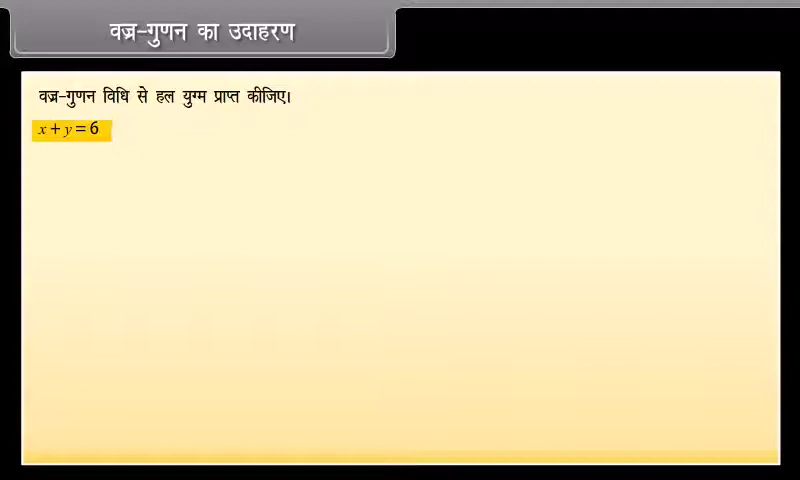 वज्र-गुणन का उदाहरण
वज्र-गुणन विधि से हल युग्म प्राप्त कीजिए।
x + y = 6